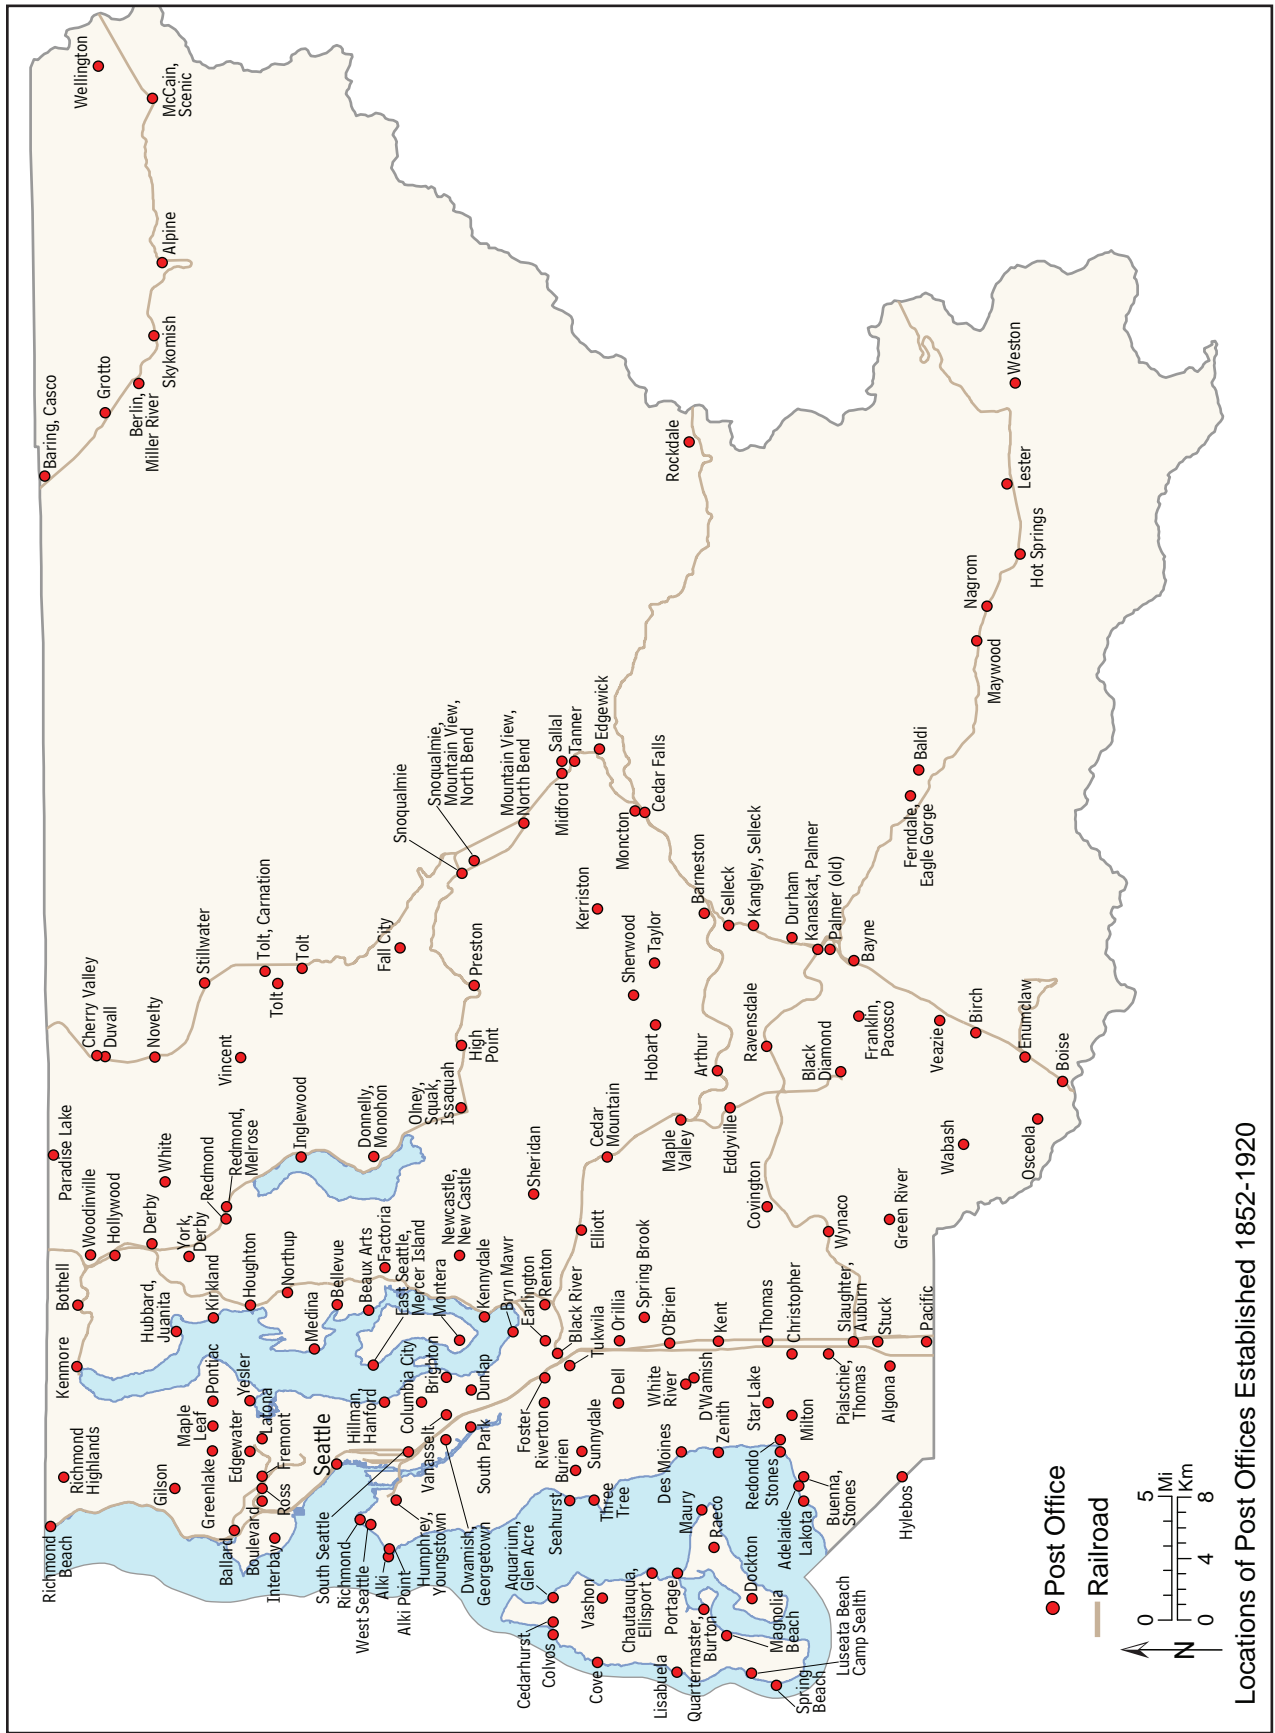 Richmond
Beach
Richmond
Highlands
Kenmore
Bothell
Woodinville
Hollywood
Paradise Lake
Cherry Valley
Duvall
Baring, Casco
Grotto
Berlin,
Miller River
Skykomish
Alpine
Wellington
McCain,
Scenic
Gilson
Hubbard,
Juanita
Derby
White
Novelty
York,
Derby
Redmond
Redmond,
Melrose
Stillwater
Maple
Leaf
Pontiac
Kirkland
Greenlake
Ballard
Edgewater
Yesler
Houghton
Vincent
Boulevard
Latona
Interbay
Ross
Fremont
Northup
Tolt, Carnation
Tolt
Tolt
Seattle
Medina
Inglewood
Bellevue
South Seattle
Richmond
West Seattle
Beaux Arts
Donnelly,
Monohon
Alki
Alki Point
Hillman,
Hanford
Factoria
East Seattle,
Mercer Island
Fall City
Snoqualmie
Humphrey,
Youngstown
Columbia City
Vanasselt
Brighton
Montera
Newcastle,
New Castle
Olney,
Squak,
Issaquah
High
Point
Preston
Snoqualmie,
Mountain View,
North Bend
Dwamish,
Georgetown
South Park
Dunlap
Kennydale
Bryn Mawr
Mountain View,
North Bend
Aquarium,
Glen Acre
Foster
Riverton
Earlington
Renton
Sheridan
Cedarhurst
Colvos
Seahurst
Burien
Sunnydale
Black River
Tukwila
Elliott
Midford
Sallal
Tanner
Edgewick
Cove
Vashon
Three
Tree
Dell
Orillia
Cedar
Mountain
Kerriston
Spring Brook
Sherwood
Taylor
Hobart
Moncton
Cedar Falls
Chautauqua,
Ellisport
Portage
Lisabuela
Des Moines
White
River
O'Brien
Maple
Valley
Rockdale
Quartermaster,
Burton
Maury
Raeco
D'Wamish
Zenith
Kent
Arthur
Barneston
Eddyville
Selleck
Kangley, Selleck
Magnolia
Beach
Dockton
Star Lake
Thomas
Covington
Ravensdale
Luseata Beach
Camp Sealth
Spring
Beach
Redondo
Stones
Milton
Christopher
Durham
Adelaide
Lakota
Buenna,
Stones
Kanaskat, Palmer
Palmer (old)
Pialschie,
Thomas
Wynaco
Black
Diamond
Bayne
Slaughter,
Auburn
Franklin,
Pacosco
Stuck
Algona
Green River
Hylebos
Pacific
Ferndale,
Eagle Gorge
Baldi
Veazie
Wabash
Birch
Maywood
Nagrom
Enumclaw
Osceola
Boise
Hot Springs
Lester
Weston
Post Office
Railroad
N
0 5 Mi
0 4 8 Km
Locations of Post Offices Established 1852-1920